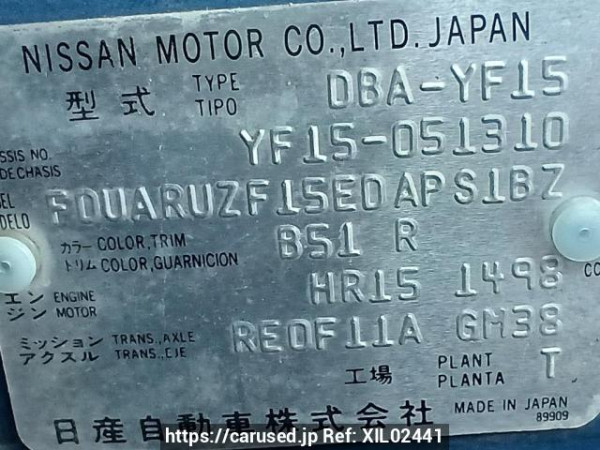 NISSAN MOTOR CO.,LTD. JAPAN
型式 TYPE TIPO DBA-YF15
SSIS NO. DE CHASIS YF15-051310
EL DELO FDUARUZF15EDAPS1BZ
カラー COLOR,TRIM B51 R
トリム COLOR,GUARNICION
エンジン ENGINE MOTOR HR15 1498
CC
ミッション TRANS.,AXLE RE0F11A GM38
アクスル TRANS.,EJE
工場 PLANT PLANTA T
日産自動車株式会社 MADE IN JAPAN
89909
https://carused.jp Ref: XIL02441